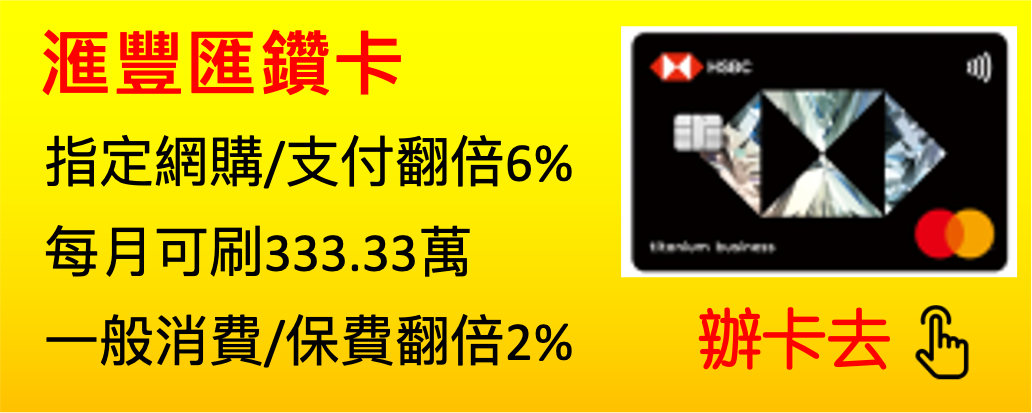 滙豐匯鑽卡
指定網購/支付翻倍6%
每月可刷333.33萬
一般消費/保費翻倍2%
HSBC
titanium business
辦卡去